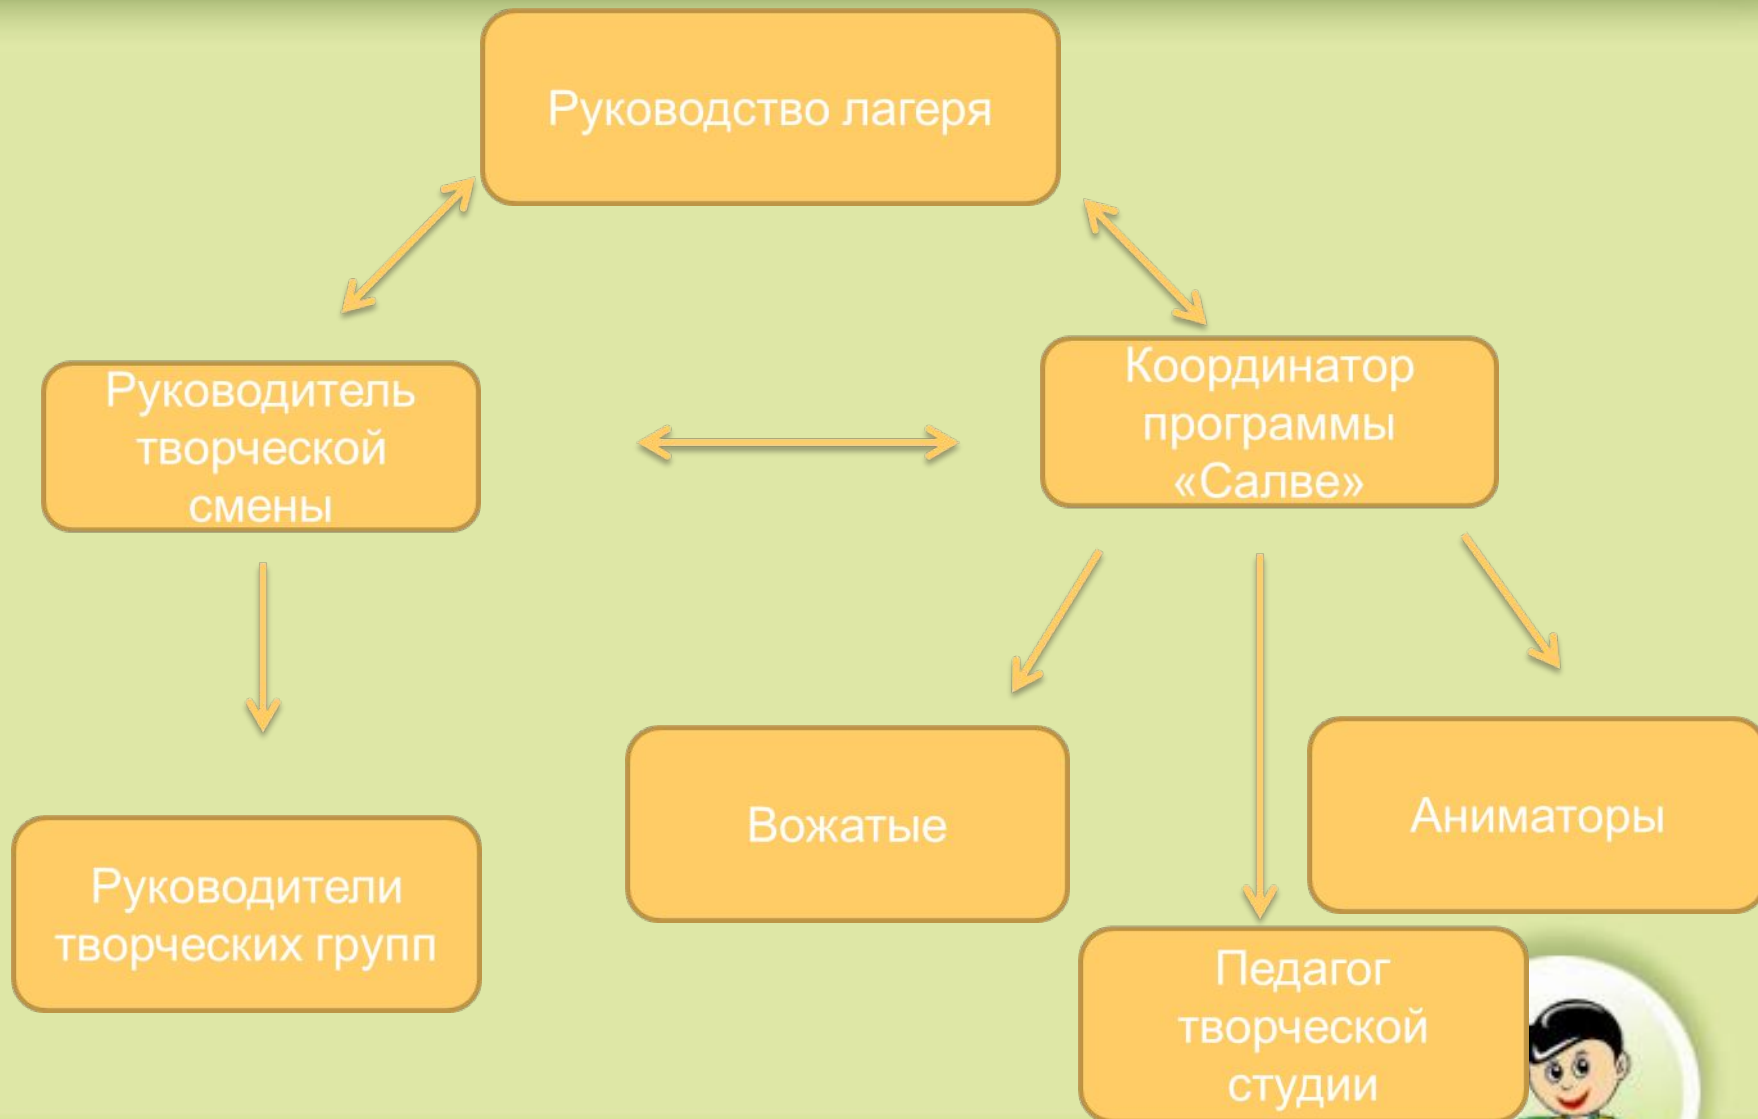 Руководство лагеря
Руководитель
творческой
смены
Координатор
программы
«Салве»
Руководители
творческих групп
Вожатые
Аниматоры
Педагог
творческой
студии